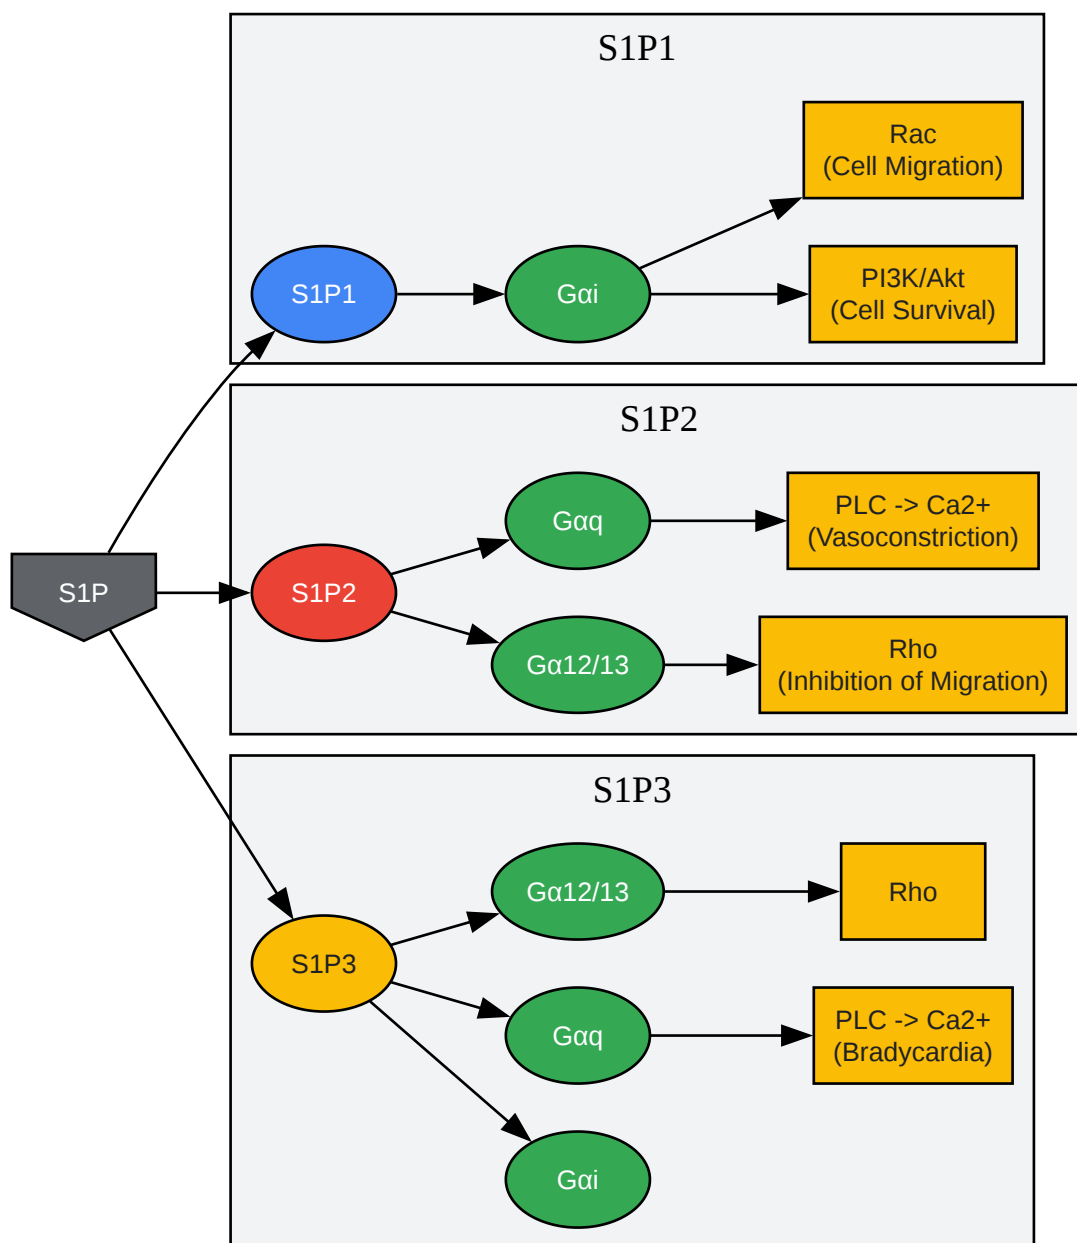 S1P1
Rac
(Cell Migration)
S1P1
Gαi
PI3K/Akt
(Cell Survival)
S1P
S1P2
Gαq
PLC -> Ca2+
(Vasoconstriction)
S1P2
Gα12/13
Rho
(Inhibition of Migration)
S1P3
Gα12/13
Rho
S1P3
Gαq
PLC -> Ca2+
(Bradycardia)
Gαi